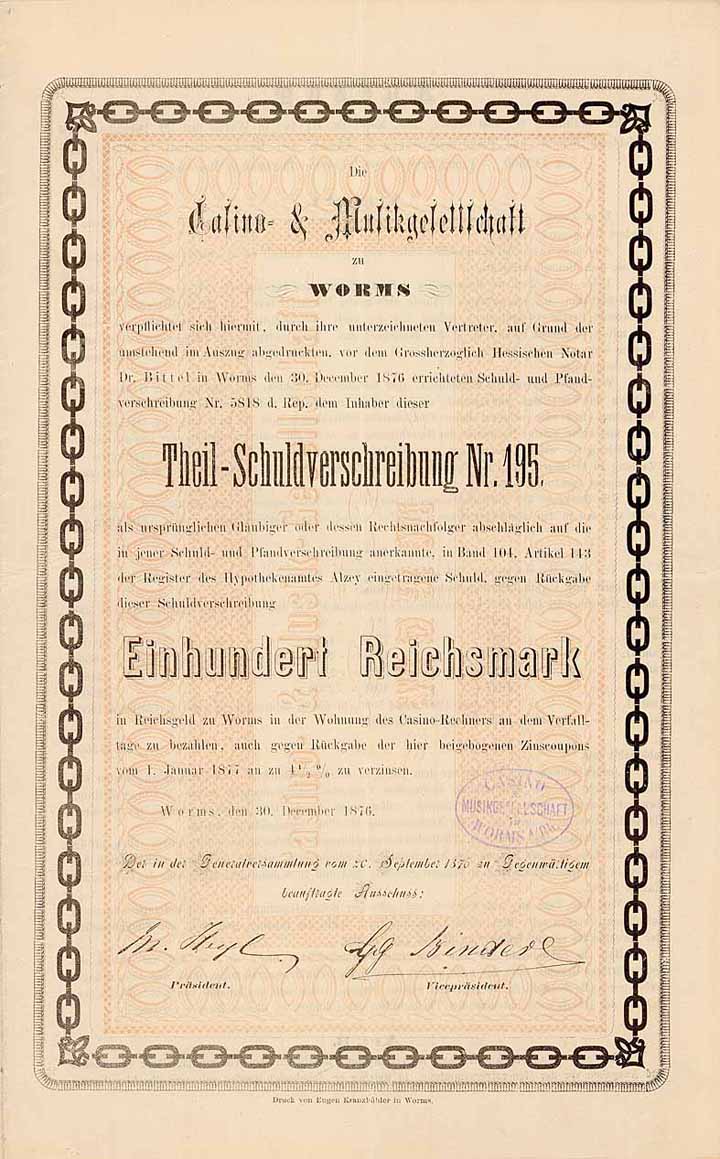 Die
Casino- & Musikgesellschaft
zu
WORMS
verpflichtet sich hiermit, durch ihre unterzeichneten Vertreter, auf Grund der
umstehend im Auszug abgedruckten, vor dem Grossherzoglich Hessischen Notar
Dr. Bittel in Worms den 30. December 1876 errichteten Schuld- und Pfand-
verschreibung Nr. 5818 d. Rep. dem Inhaber dieser
Theil-Schuldverschreibung Nr. 195.
als ursprünglichen Gläubiger oder dessen Rechtsnachfolger abschläglich auf die
in jener Schuld- und Pfandverschreibung anerkannte, in Band 104, Artikel 143
der Register des Hypothekenamtes Alzey eingetragene Schuld, gegen Rückgabe
dieser Schuldverschreibung
Einhundert Reichsmark
in Reichsgeld zu Worms in der Wohnung des Casino-Rechners an dem Verfall-
tage zu bezahlen, auch gegen Rückgabe der hier beigebogenen Zinscoupons
vom 1. Januar 1877 an zu 4 1/2 % zu verzinsen.
Worms, den 30. December 1876.
CASINO
MUSIKGESELLSCHAFT
WORMS
Der in der Generalversammlung vom 20. September 1876 zu Gegenwärtigem
beauftragte Ausschuss:
Binder
Präsident. Vicepräsident.
Druck von Eugen Kranzbühler in Worms.